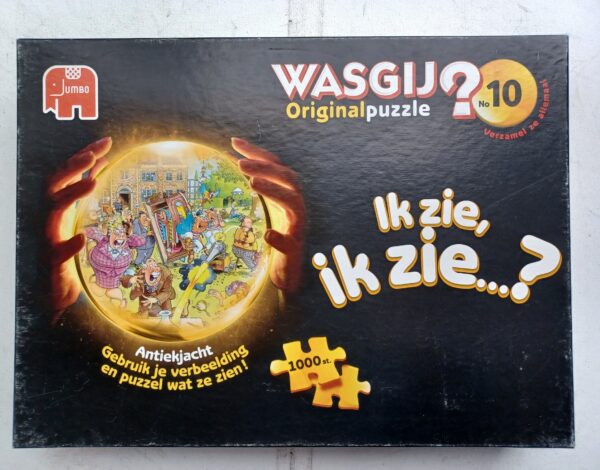 JUMBO
WASGIJ?
Originalpuzzle
No 10
Verzamel ze allemaal
Ik zie,
ik zie...?
1000 st.
Antiekjacht
Gebruik je verbeelding
en puzzel wat ze zien!